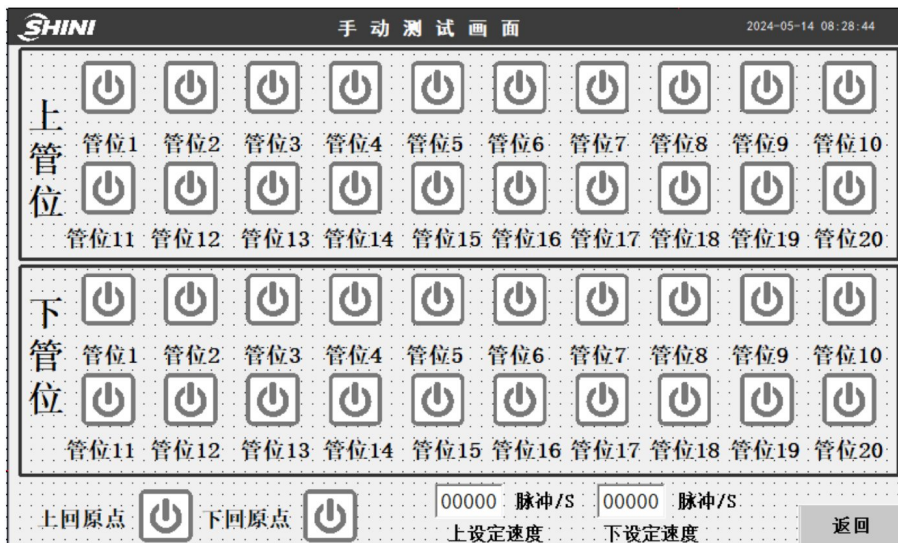 SHINI 手动测试画面 2024-05-14 08:28:44
上管位
管位1 管位2 管位3 管位4 管位5 管位6 管位7 管位8 管位9 管位10
管位11 管位12 管位13 管位14 管位15 管位16 管位17 管位18 管位19 管位20
下管位
管位1 管位2 管位3 管位4 管位5 管位6 管位7 管位8 管位9 管位10
管位11 管位12 管位13 管位14 管位15 管位16 管位17 管位18 管位19 管位20
上回原点 下回原点 00000 脉冲/S 00000 脉冲/S
上设定速度 下设定速度 返回